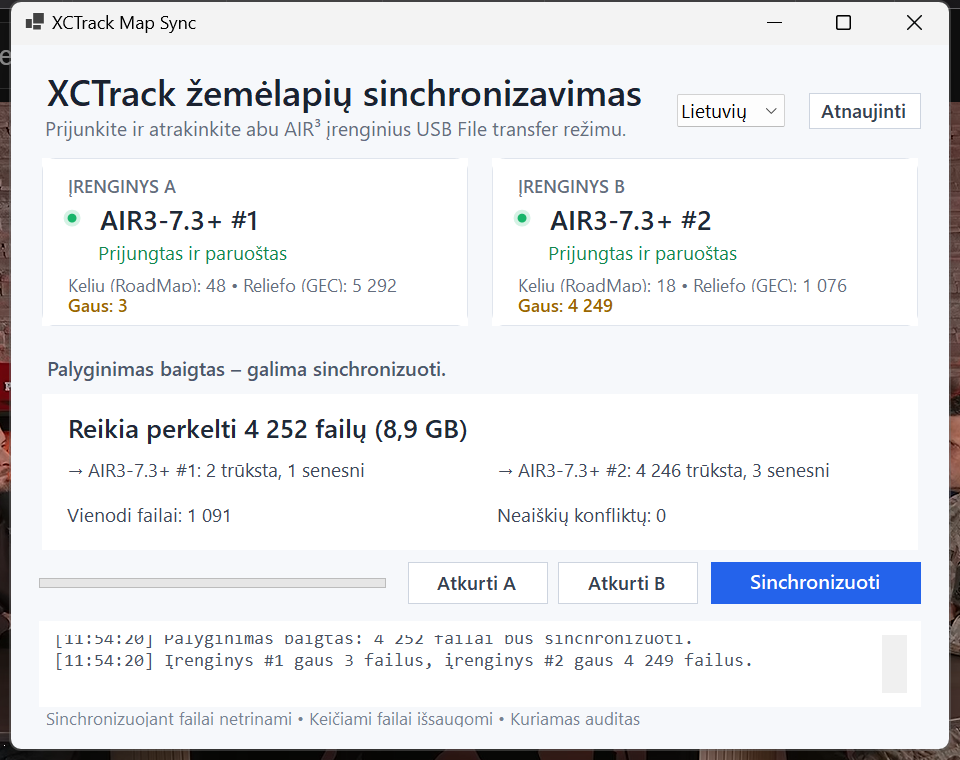 XCTrack Map Sync
XCTrack žemėlapių sinchronizavimas
Prijunkite ir atrakinkite abu AIR³ įrenginius USB File transfer režimu.
Lietuvių
Atnaujinti
ĮRENGINYS A
AIR3-7.3+ #1
Prijungtas ir paruoštas
Kelių (RoadMap): 48 • Reliefo (GEC): 5 292
Gaus: 3
ĮRENGINYS B
AIR3-7.3+ #2
Prijungtas ir paruoštas
Kelių (RoadMap): 18 • Reliefo (GEC): 1 076
Gaus: 4 249
Palyginimas baigtas – galima sinchronizuoti.
Reikia perkelti 4 252 failų (8,9 GB)
→ AIR3-7.3+ #1: 2 trūksta, 1 senesni
→ AIR3-7.3+ #2: 4 246 trūksta, 3 senesni
Vienodi failai: 1 091
Neaiškių konfliktų: 0
Atkurti A
Atkurti B
Sinchronizuoti
[11:54:20] Palyginimas baigtas: 4 252 failai bus sinchronizuoti.
[11:54:20] Įrenginys #1 gaus 3 failus, įrenginys #2 gaus 4 249 failus.
Sinchronizuojant failai netrinami • Keičiami failai išsaugomi • Kuriamas auditas